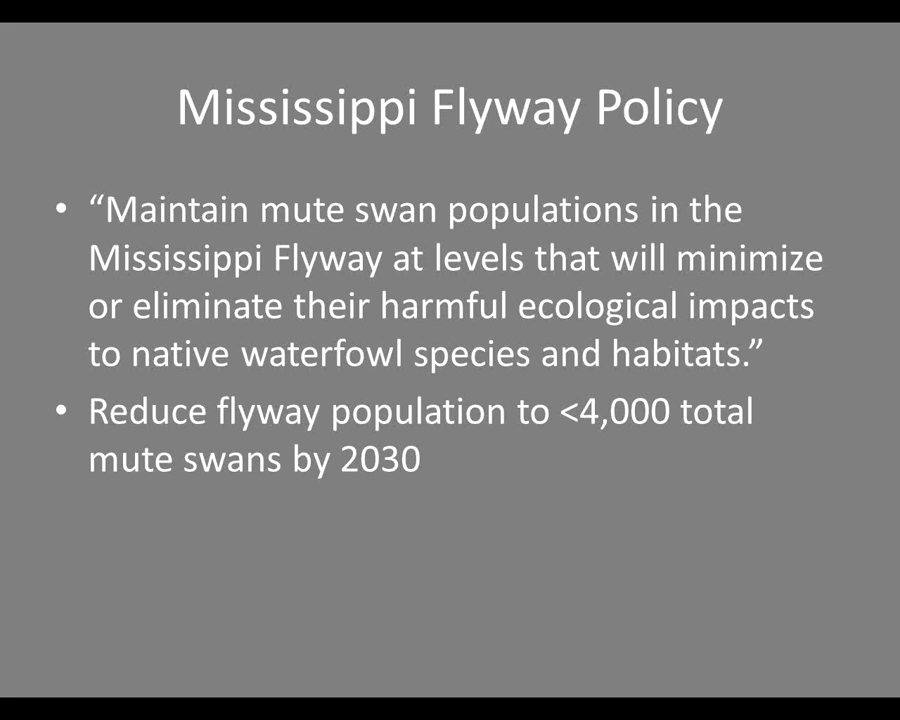 Mississippi Flyway Policy
• “Maintain mute swan populations in the
Mississippi Flyway at levels that will minimize
or eliminate their harmful ecological impacts
to native waterfowl species and habitats.”
• Reduce flyway population to <4,000 total
mute swans by 2030